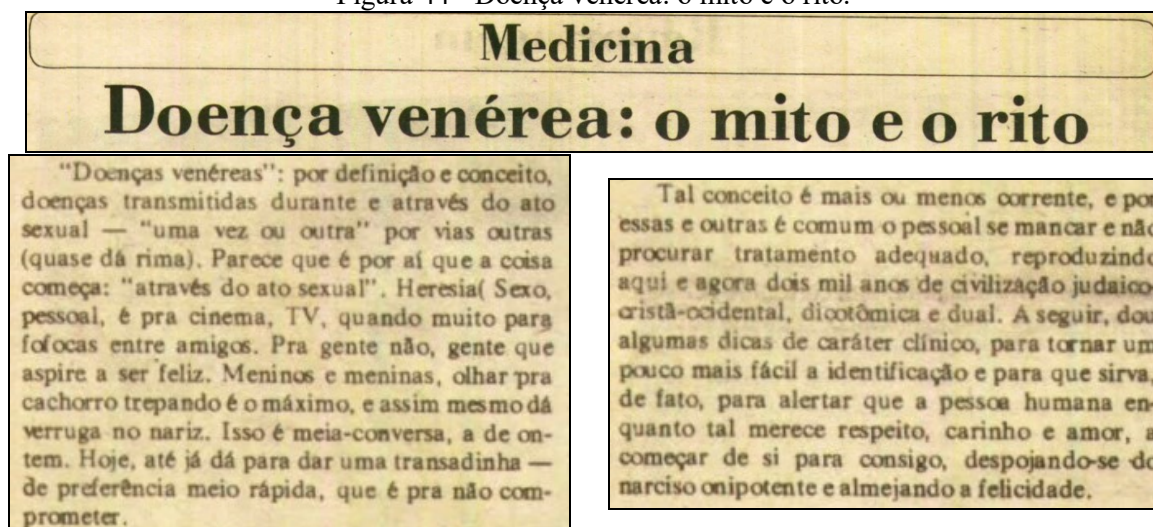 Figura 44 - Doença venérea: o mito e o rito.
Medicina
Doença venérea: o mito e o rito
"Doenças venéreas": por definição e conceito,
doenças transmitidas durante e através do ato
sexual — "uma vez ou outra" por vias outras
(quase dá rima). Parece que é por aí que a coisa
começa: "através do ato sexual". Heresia( Sexo,
pessoal, é pra cinema, TV, quando muito para
fofocas entre amigos. Pra gente não, gente que
aspire a ser feliz. Meninos e meninas, olhar pra
cachorro trepando é o máximo, e assim mesmo dá
verruga no nariz. Isso é meia-conversa, a de on-
tem. Hoje, até já dá para dar uma transadinha —
de preferência meio rápida, que é pra não com-
prometer.
Tal conceito é mais ou menos corrente, e por
essas e outras é comum o pessoal se mancar e não
procurar tratamento adequado, reproduzindo
aqui e agora dois mil anos de civilização judaico-
cristã-ocidental, dicotômica e dual. A seguir, dou
algumas dicas de caráter clínico, para tornar um
pouco mais fácil a identificação e para que sirva,
de fato, para alertar que a pessoa humana en-
quanto tal merece respeito, carinho e amor, a
começar de si para consigo, despojando-se do
narciso onipotente e almejando a felicidade.